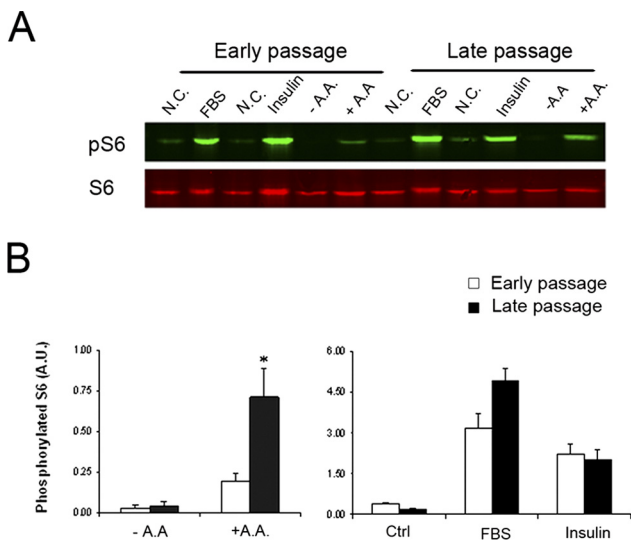 A
Early passage Late passage
N.C. FBS N.C. Insulin - A.A. + A.A N.C. FBS N.C. Insulin -A.A +A.A.
pS6
S6
B
Early passage
Late passage
Phosphorylated S6 (A.U.)
1.00
0.75
0.50
0.25
0.00
*
- A.A +A.A.
6.00
4.50
3.00
1.50
0.00
Ctrl FBS Insulin